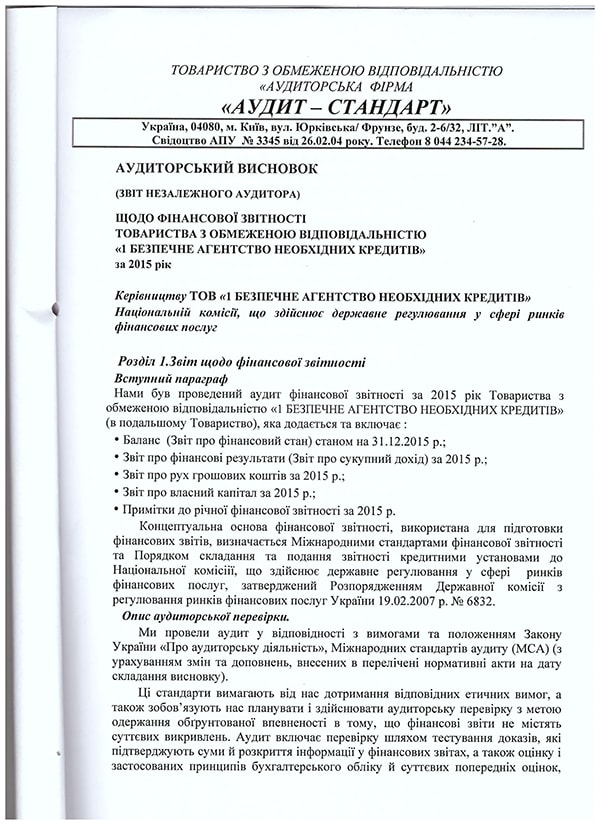 ТОВАРИСТВО З ОБМЕЖЕНОЮ ВІДПОВІДАЛЬНІСТЮ
«АУДИТОРСЬКА ФІРМА
«АУДИТ – СТАНДАРТ»
Україна, 04080, м. Київ, вул. Юрківська/ Фрунзе, буд. 2-6/32, ЛІТ.”А”.
Свідоцтво АПУ № 3345 від 26.02.04 року. Телефон 8 044 234-57-28.
АУДИТОРСЬКИЙ ВИСНОВОК
(ЗВІТ НЕЗАЛЕЖНОГО АУДИТОРА)
ЩОДО ФІНАНСОВОЇ ЗВІТНОСТІ
ТОВАРИСТВА З ОБМЕЖЕНОЮ ВІДПОВІДАЛЬНІСТЮ
«1 БЕЗПЕЧНЕ АГЕНТСТВО НЕОБХІДНИХ КРЕДИТІВ»
за 2015 рік
Керівництву ТОВ «1 БЕЗПЕЧНЕ АГЕНТСТВО НЕОБХІДНИХ КРЕДИТІВ»
Національній комісії, що здійснює державне регулювання у сфері ринків
фінансових послуг
Розділ 1.Звіт щодо фінансової звітності
Вступний параграф
Нами був проведений аудит фінансової звітності за 2015 рік Товариства з
обмеженою відповідальністю «1 БЕЗПЕЧНЕ АГЕНТСТВО НЕОБХІДНИХ КРЕДИТІВ»
(в подальшому Товариство), яка додається та включає :
• Баланс (Звіт про фінансовий стан) станом на 31.12.2015 р.;
• Звіт про фінансові результати (Звіт про сукупний дохід) за 2015 р.;
• Звіт про рух грошових коштів за 2015 р.;
• Звіт про власний капітал за 2015 р.;
• Примітки до річної фінансової звітності за 2015 р.
Концептуальна основа фінансової звітності, використана для підготовки
фінансових звітів, визначається Міжнародними стандартами фінансової звітності
та Порядком складання та подання звітності кредитними установами до
Національної комісіїї, що здійснює державне регулювання у сфері ринків
фінансових послуг, затверджений Розпорядженням Державної комісії з
регулювання ринків фінансових послуг України 19.02.2007 р. № 6832.
Опис аудиторської перевірки.
Ми провели аудит у відповідності з вимогами та положенням Закону
України «Про аудиторську діяльність», Міжнародних стандартів аудиту (МСА) (з
урахуванням змін та доповнень, внесених в перелічені нормативні акти на дату
складання висновку).
Ці стандарти вимагають від нас дотримання відповідних етичних вимог, а
також зобов’язують нас планувати і здійснювати аудиторську перевірку з метою
одержання обґрунтованої впевненості в тому, що фінансові звіти не містять
суттєвих викривлень. Аудит включає перевірку шляхом тестування доказів, які
підтверджують суми й розкриття інформації у фінансових звітах, а також оцінку і
застосованих принципів бухгалтерського обліку й суттєвих попередніх оцінок,